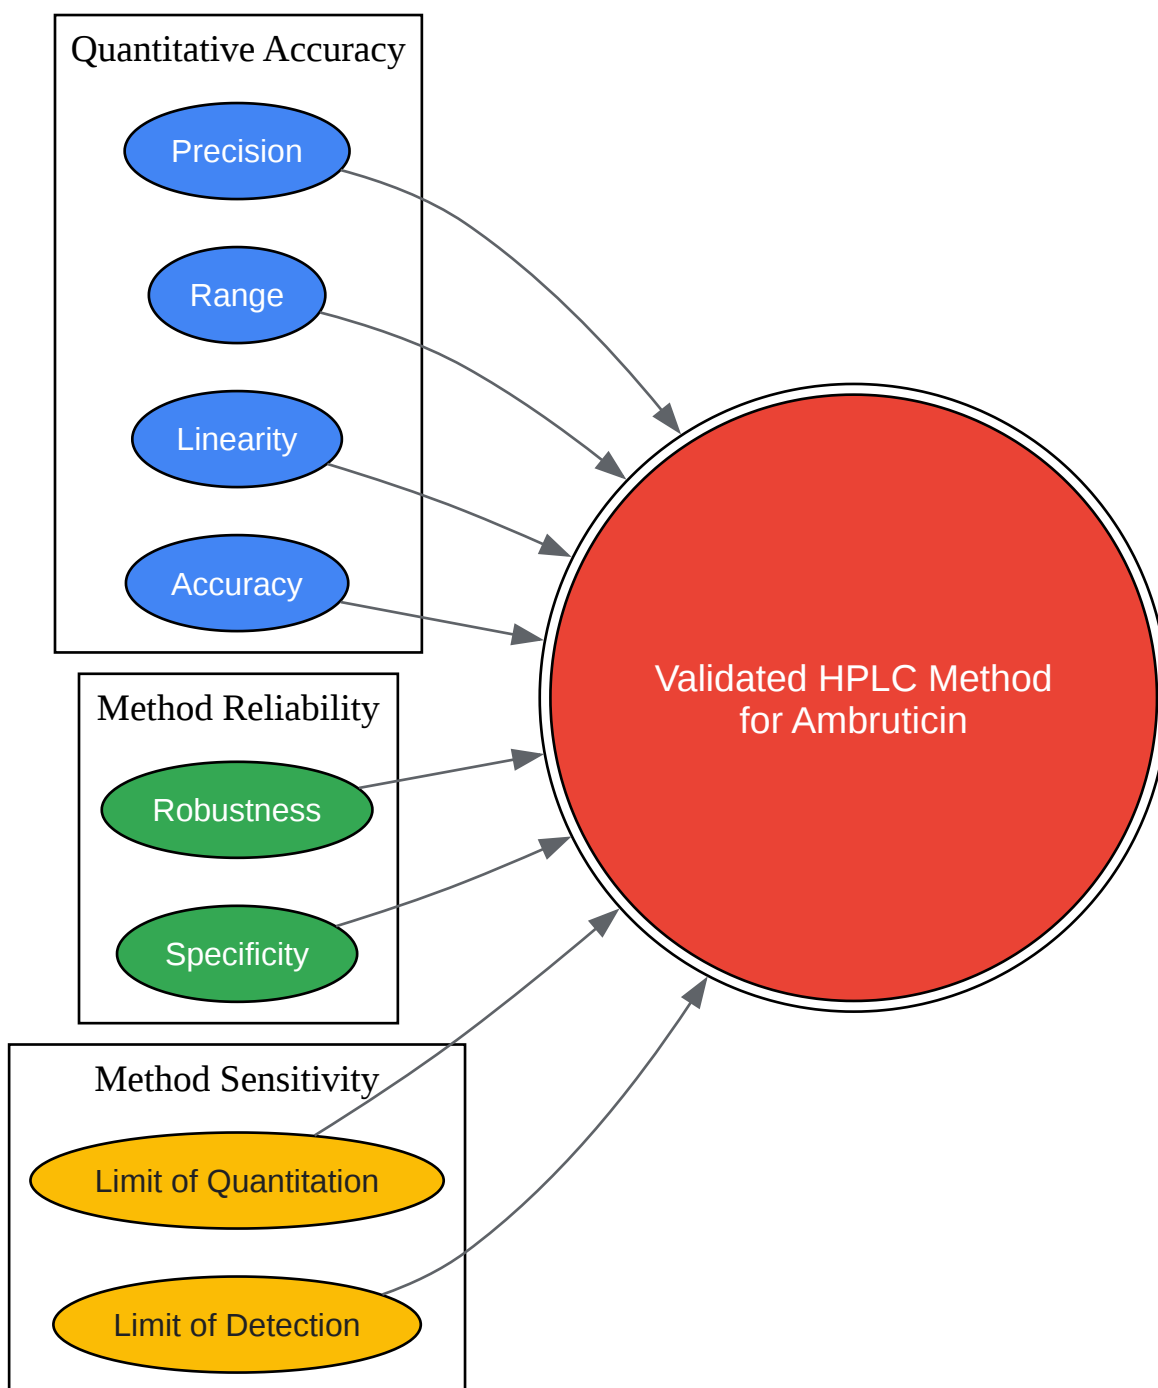 Quantitative Accuracy
Precision
Range
Linearity
Accuracy
Method Reliability
Robustness
Specificity
Method Sensitivity
Limit of Quantitation
Limit of Detection
Validated HPLC Method
for Ambruticin